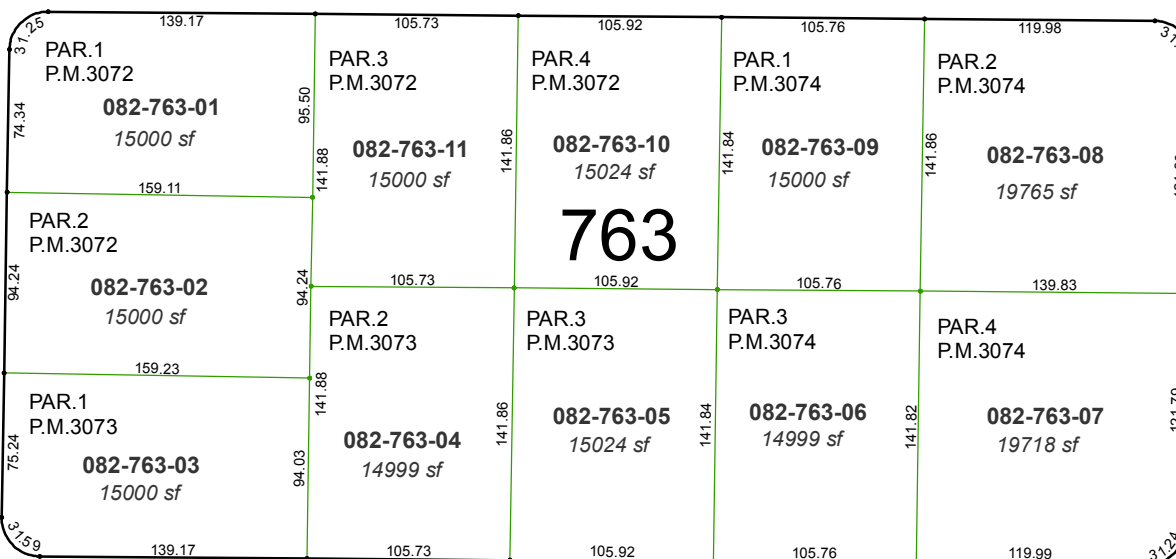 139.17
105.73
105.92
105.76
119.98
31.25
PAR.1
P.M.3072
082-763-01
15000 sf
74.34
95.50
159.11
PAR.3
P.M.3072
082-763-11
15000 sf
141.88
141.86
PAR.4
P.M.3072
082-763-10
15024 sf
141.84
PAR.1
P.M.3074
082-763-09
15000 sf
141.86
PAR.2
P.M.3074
082-763-08
19765 sf
763
PAR.2
P.M.3072
082-763-02
15000 sf
94.24
94.24
159.23
105.73
105.92
105.76
139.83
PAR.1
P.M.3073
082-763-03
15000 sf
75.24
94.03
31.59
PAR.2
P.M.3073
082-763-04
14999 sf
141.88
141.86
PAR.3
P.M.3073
082-763-05
15024 sf
141.84
PAR.3
P.M.3074
082-763-06
14999 sf
141.82
PAR.4
P.M.3074
082-763-07
19718 sf
139.17
105.73
105.92
105.76
119.99